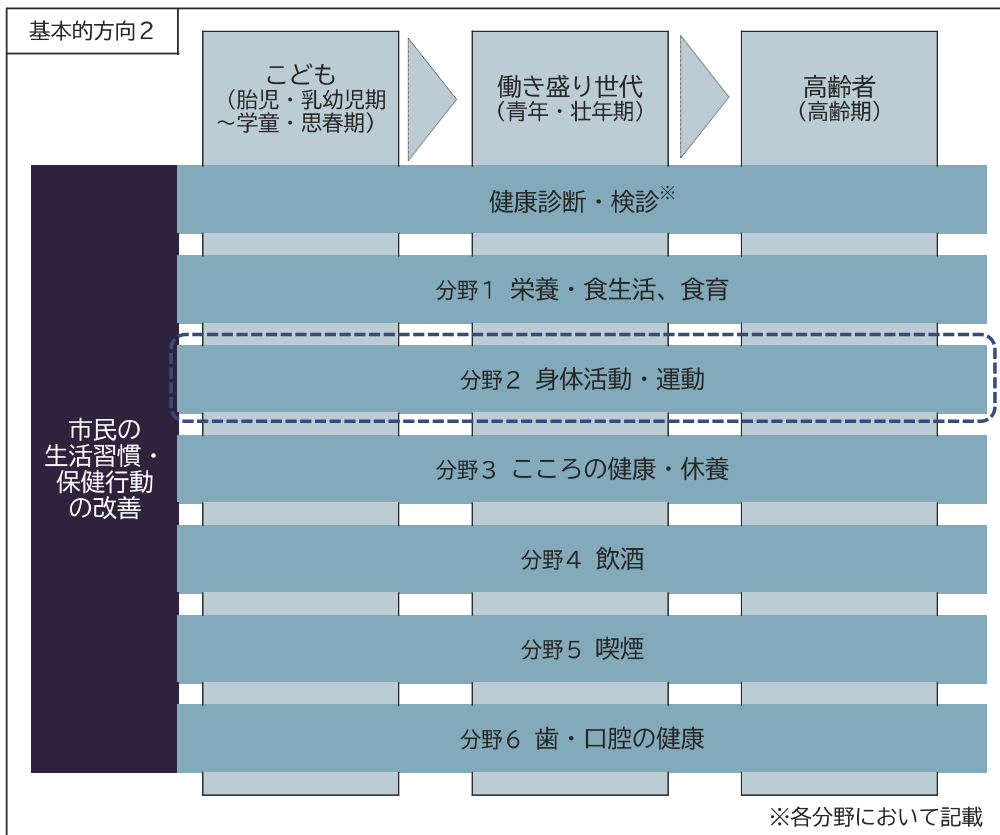 基本的方向2
こども
（胎児・乳幼児期
～学童・思春期）
働き盛り世代
（青年・壮年期）
高齢者
（高齢期）
市民の
生活習慣・
保健行動
の改善
健康診断・検診※
分野1 栄養・食生活、食育
分野2 身体活動・運動
分野3 こころの健康・休養
分野4 飲酒
分野5 喫煙
分野6 歯・口腔の健康
※各分野において記載